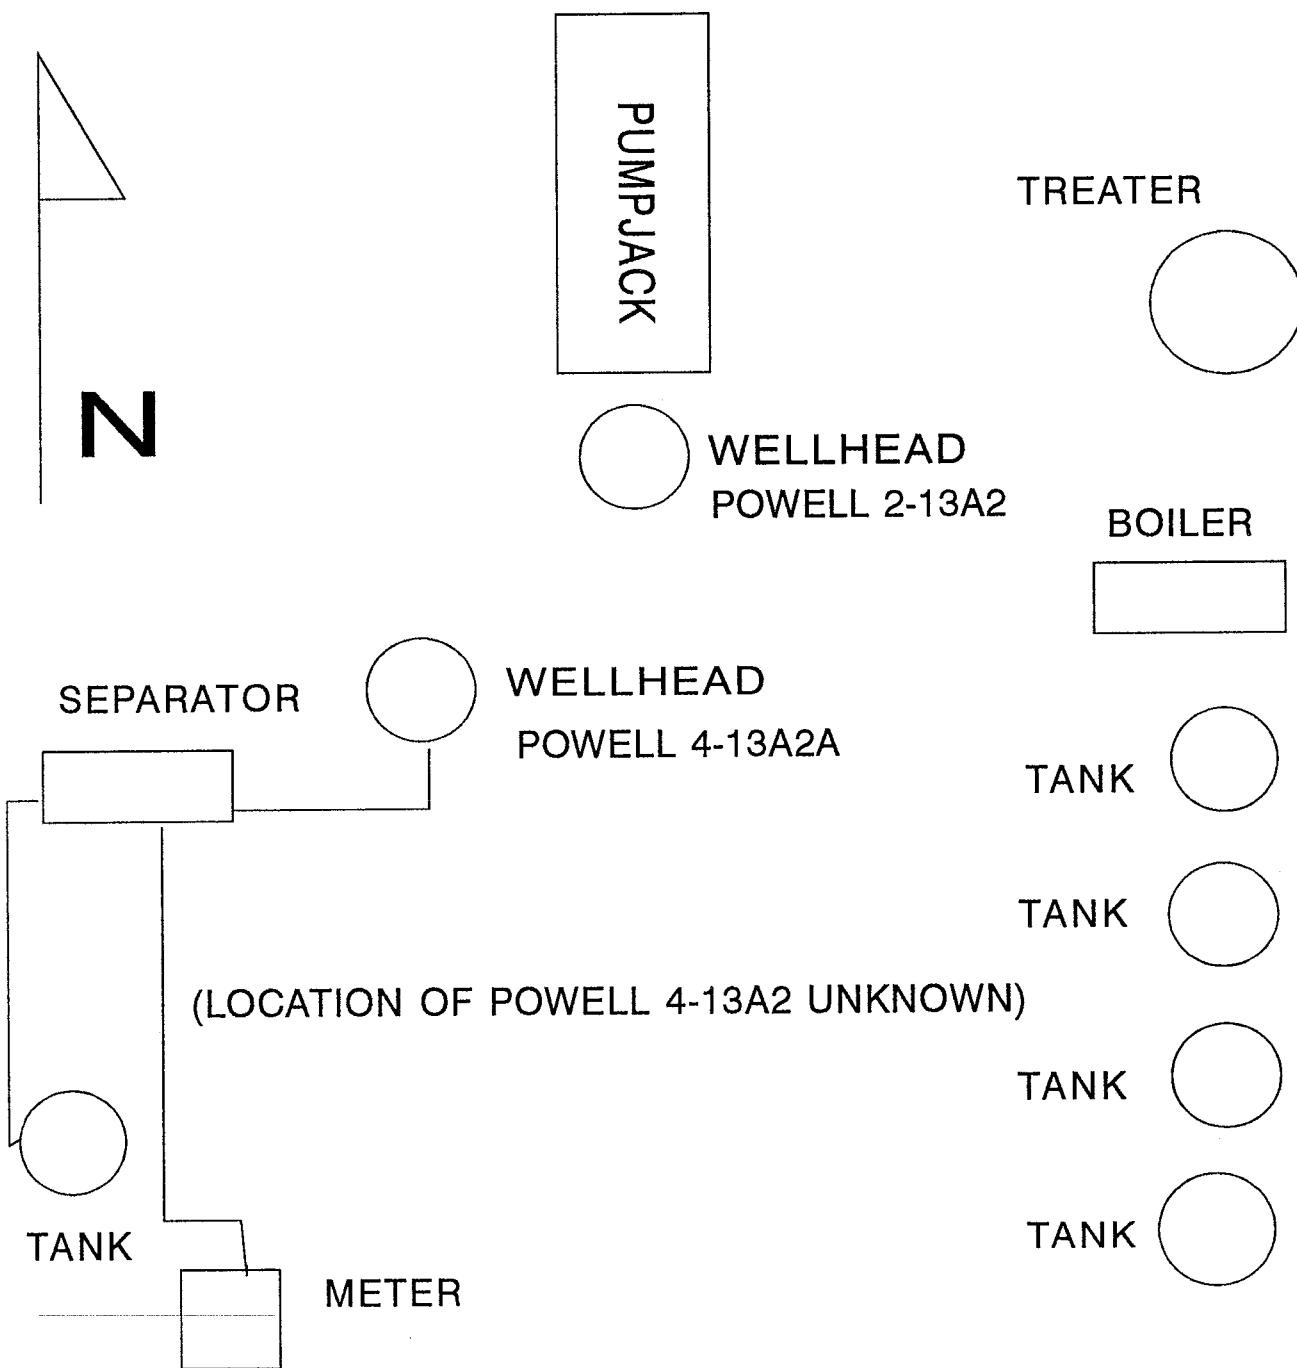 PUMPJACK
TREATER
N
WELLHEAD
POWELL 2-13A2
BOILER
WELLHEAD
POWELL 4-13A2A
SEPARATOR
TANK
TANK
(LOCATION OF POWELL 4-13A2 UNKNOWN)
TANK
TANK
TANK
METER